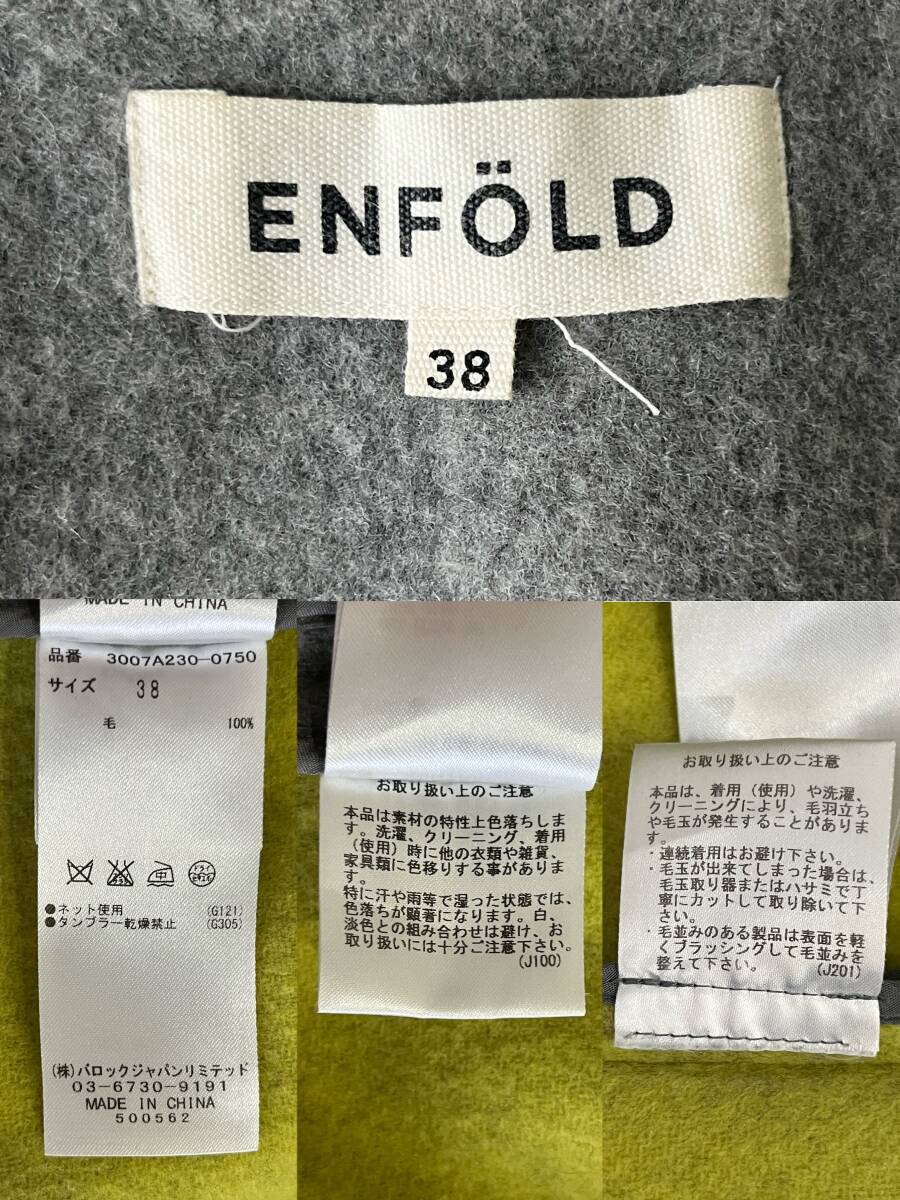 ENFÖLD
38
MADE IN CHINA
品番 3007A230-0750
サイズ 38
毛 100%
ドライ
●ネット使用 (G121)
●タンブラー乾燥禁止 (G305)
(株)バロックジャパンリミテッド
03-6730-9191
MADE IN CHINA
500562
お取り扱い上のご注意
本品は素材の特性上色落ちしま
す。洗濯、クリーニング、着用
(使用)時に他の衣類や雑貨、
家具類に色移りする事がありま
す。
特に汗や雨等で湿った状態では、
色落ちが顕著になります。白、
淡色との組み合わせは避け、お
取り扱いには十分ご注意下さい。
(J100)
お取り扱い上のご注意
本品は、着用(使用)や洗濯、
クリーニングにより、毛羽立ち
や毛玉が発生することがありま
す。
・連続着用はお避け下さい。
・毛玉が出来てしまった場合は、
毛玉取り器またはハサミで丁
寧にカットして取り除いて下
さい。
・毛並みのある製品は表面を軽
くブラッシングして毛並みを
整えて下さい。 (J201)